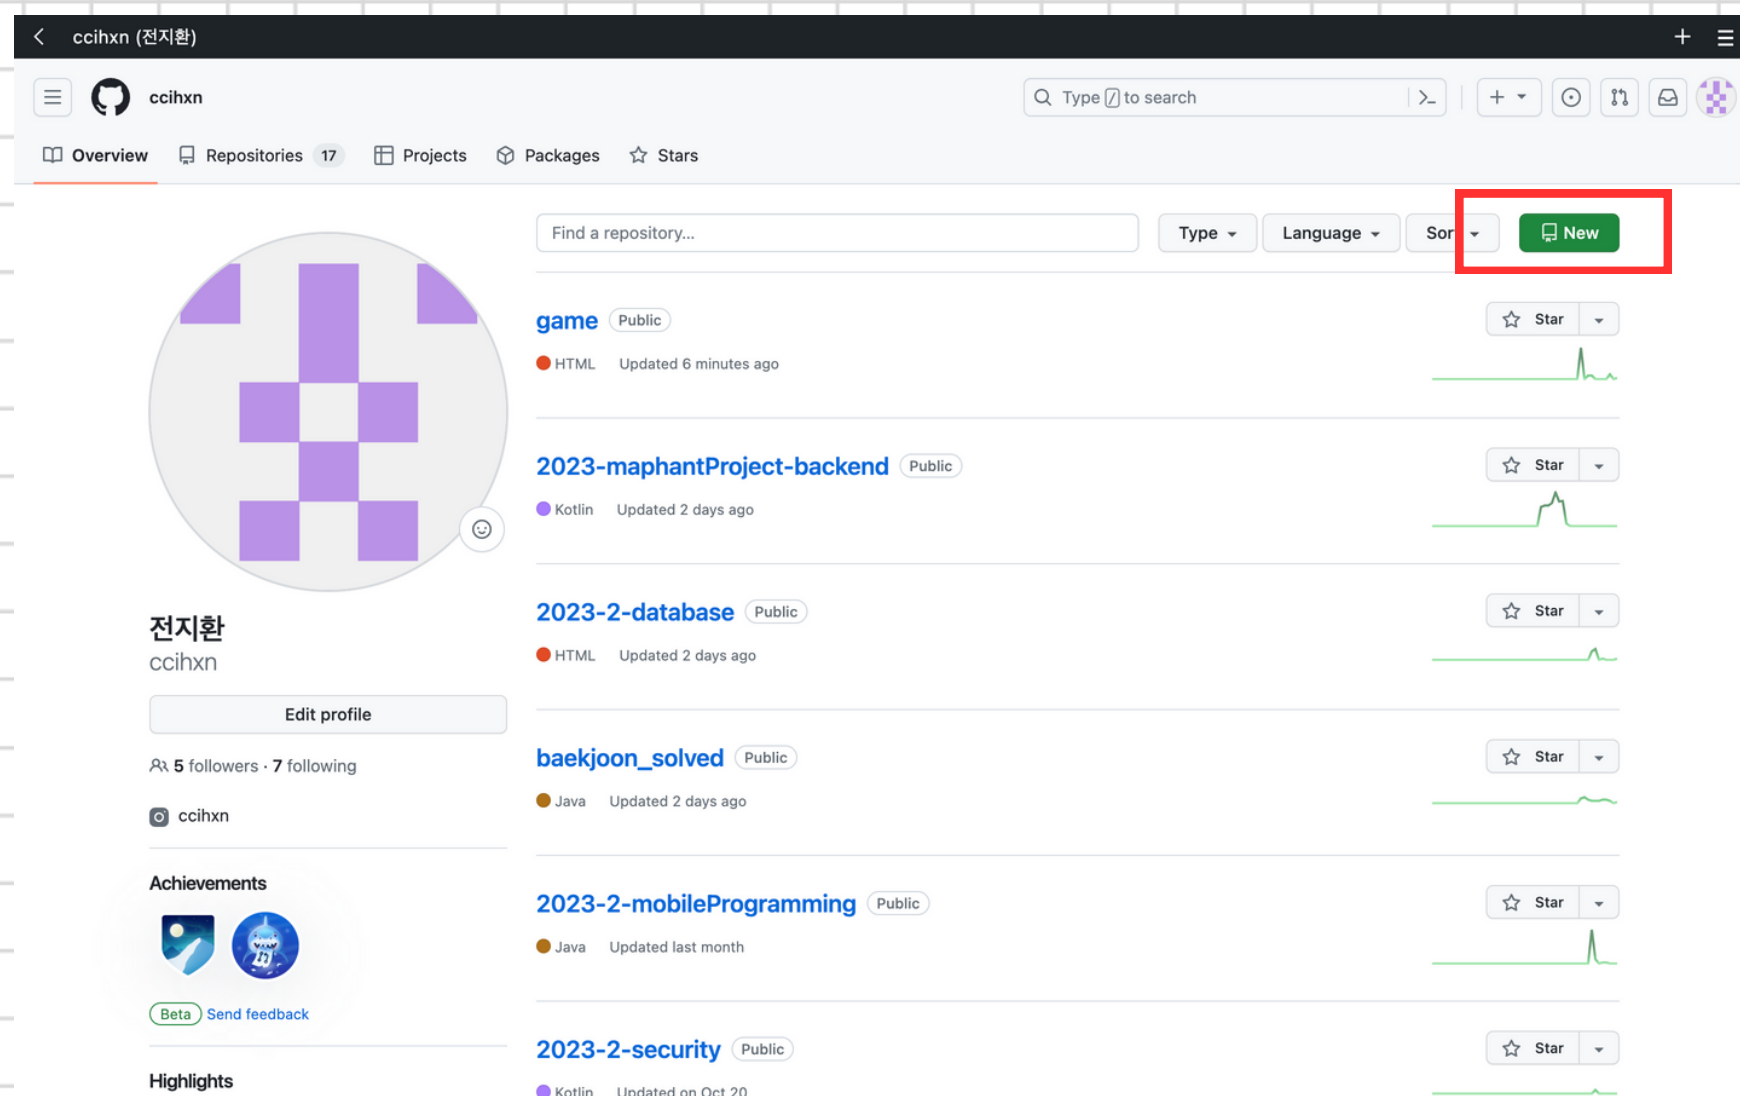 ccihxn (전지환)
ccihxn
Type / to search
Overview Repositories 17 Projects Packages Stars
Find a repository...
Type Language Sort New
game Public Star
HTML Updated 6 minutes ago
2023-maphantProject-backend Public Star
Kotlin Updated 2 days ago
2023-2-database Public Star
HTML Updated 2 days ago
baekjoon_solved Public Star
Java Updated 2 days ago
2023-2-mobileProgramming Public Star
Java Updated last month
2023-2-security Public Star
Kotlin Updated on Oct 20
전지환
ccihxn
Edit profile
5 followers · 7 following
ccihxn
Achievements
Beta Send feedback
Highlights